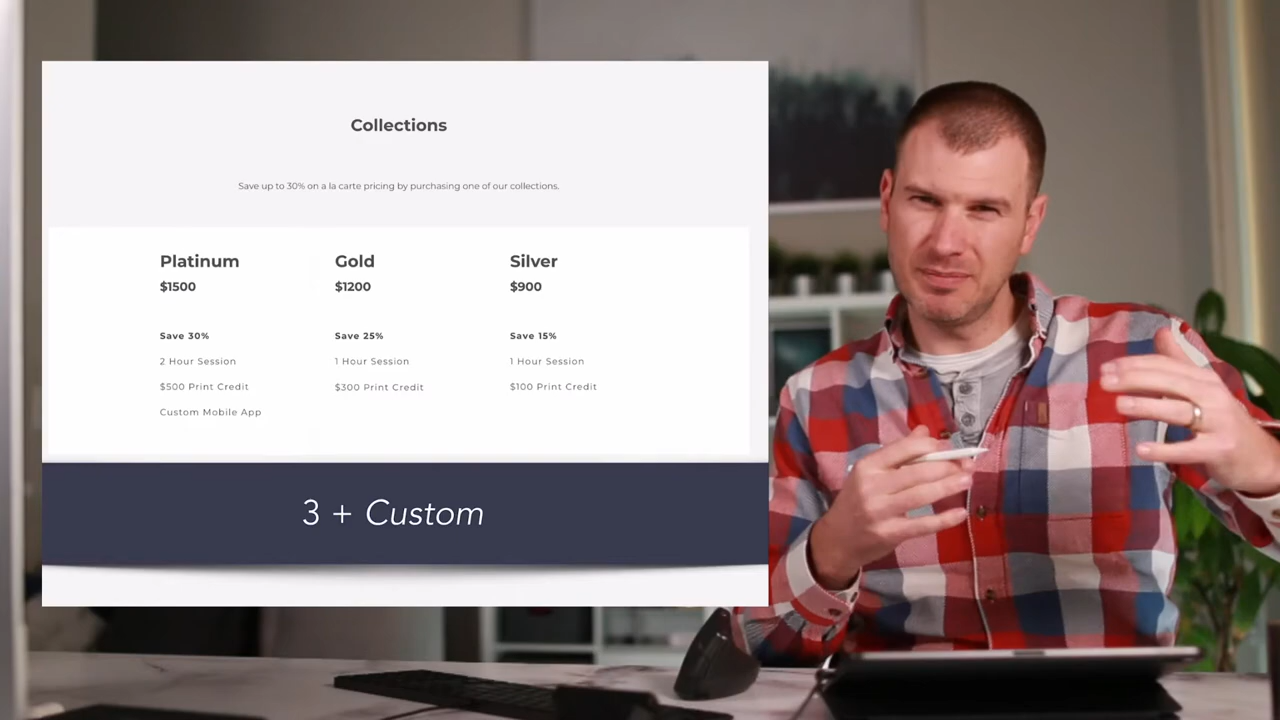 Collections
Save up to 30% on a la carte pricing by purchasing one of our collections.
Platinum
$1500
Save 30%
2 Hour Session
$500 Print Credit
Custom Mobile App
Gold
$1200
Save 25%
1 Hour Session
$300 Print Credit
Silver
$900
Save 15%
1 Hour Session
$100 Print Credit
3 + Custom